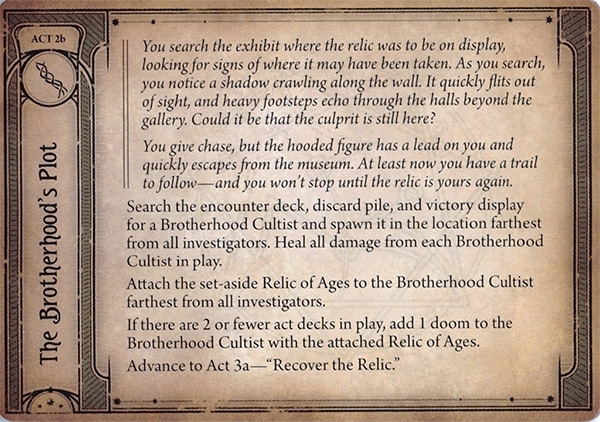 ACT 2b
The Brotherhood's Plot
You search the exhibit where the relic was to be on display,
looking for signs of where it may have been taken. As you search,
you notice a shadow crawling along the wall. It quickly flits out
of sight, and heavy footsteps echo through the halls beyond the
gallery. Could it be that the culprit is still here?
You give chase, but the hooded figure has a lead on you and
quickly escapes from the museum. At least now you have a trail
to follow—and you won't stop until the relic is yours again.
Search the encounter deck, discard pile, and victory display
for a Brotherhood Cultist and spawn it in the location farthest
from all investigators. Heal all damage from each Brotherhood
Cultist in play.
Attach the set-aside Relic of Ages to the Brotherhood Cultist
farthest from all investigators.
If there are 2 or fewer act decks in play, add 1 doom to the
Brotherhood Cultist with the attached Relic of Ages.
Advance to Act 3a—“Recover the Relic.”